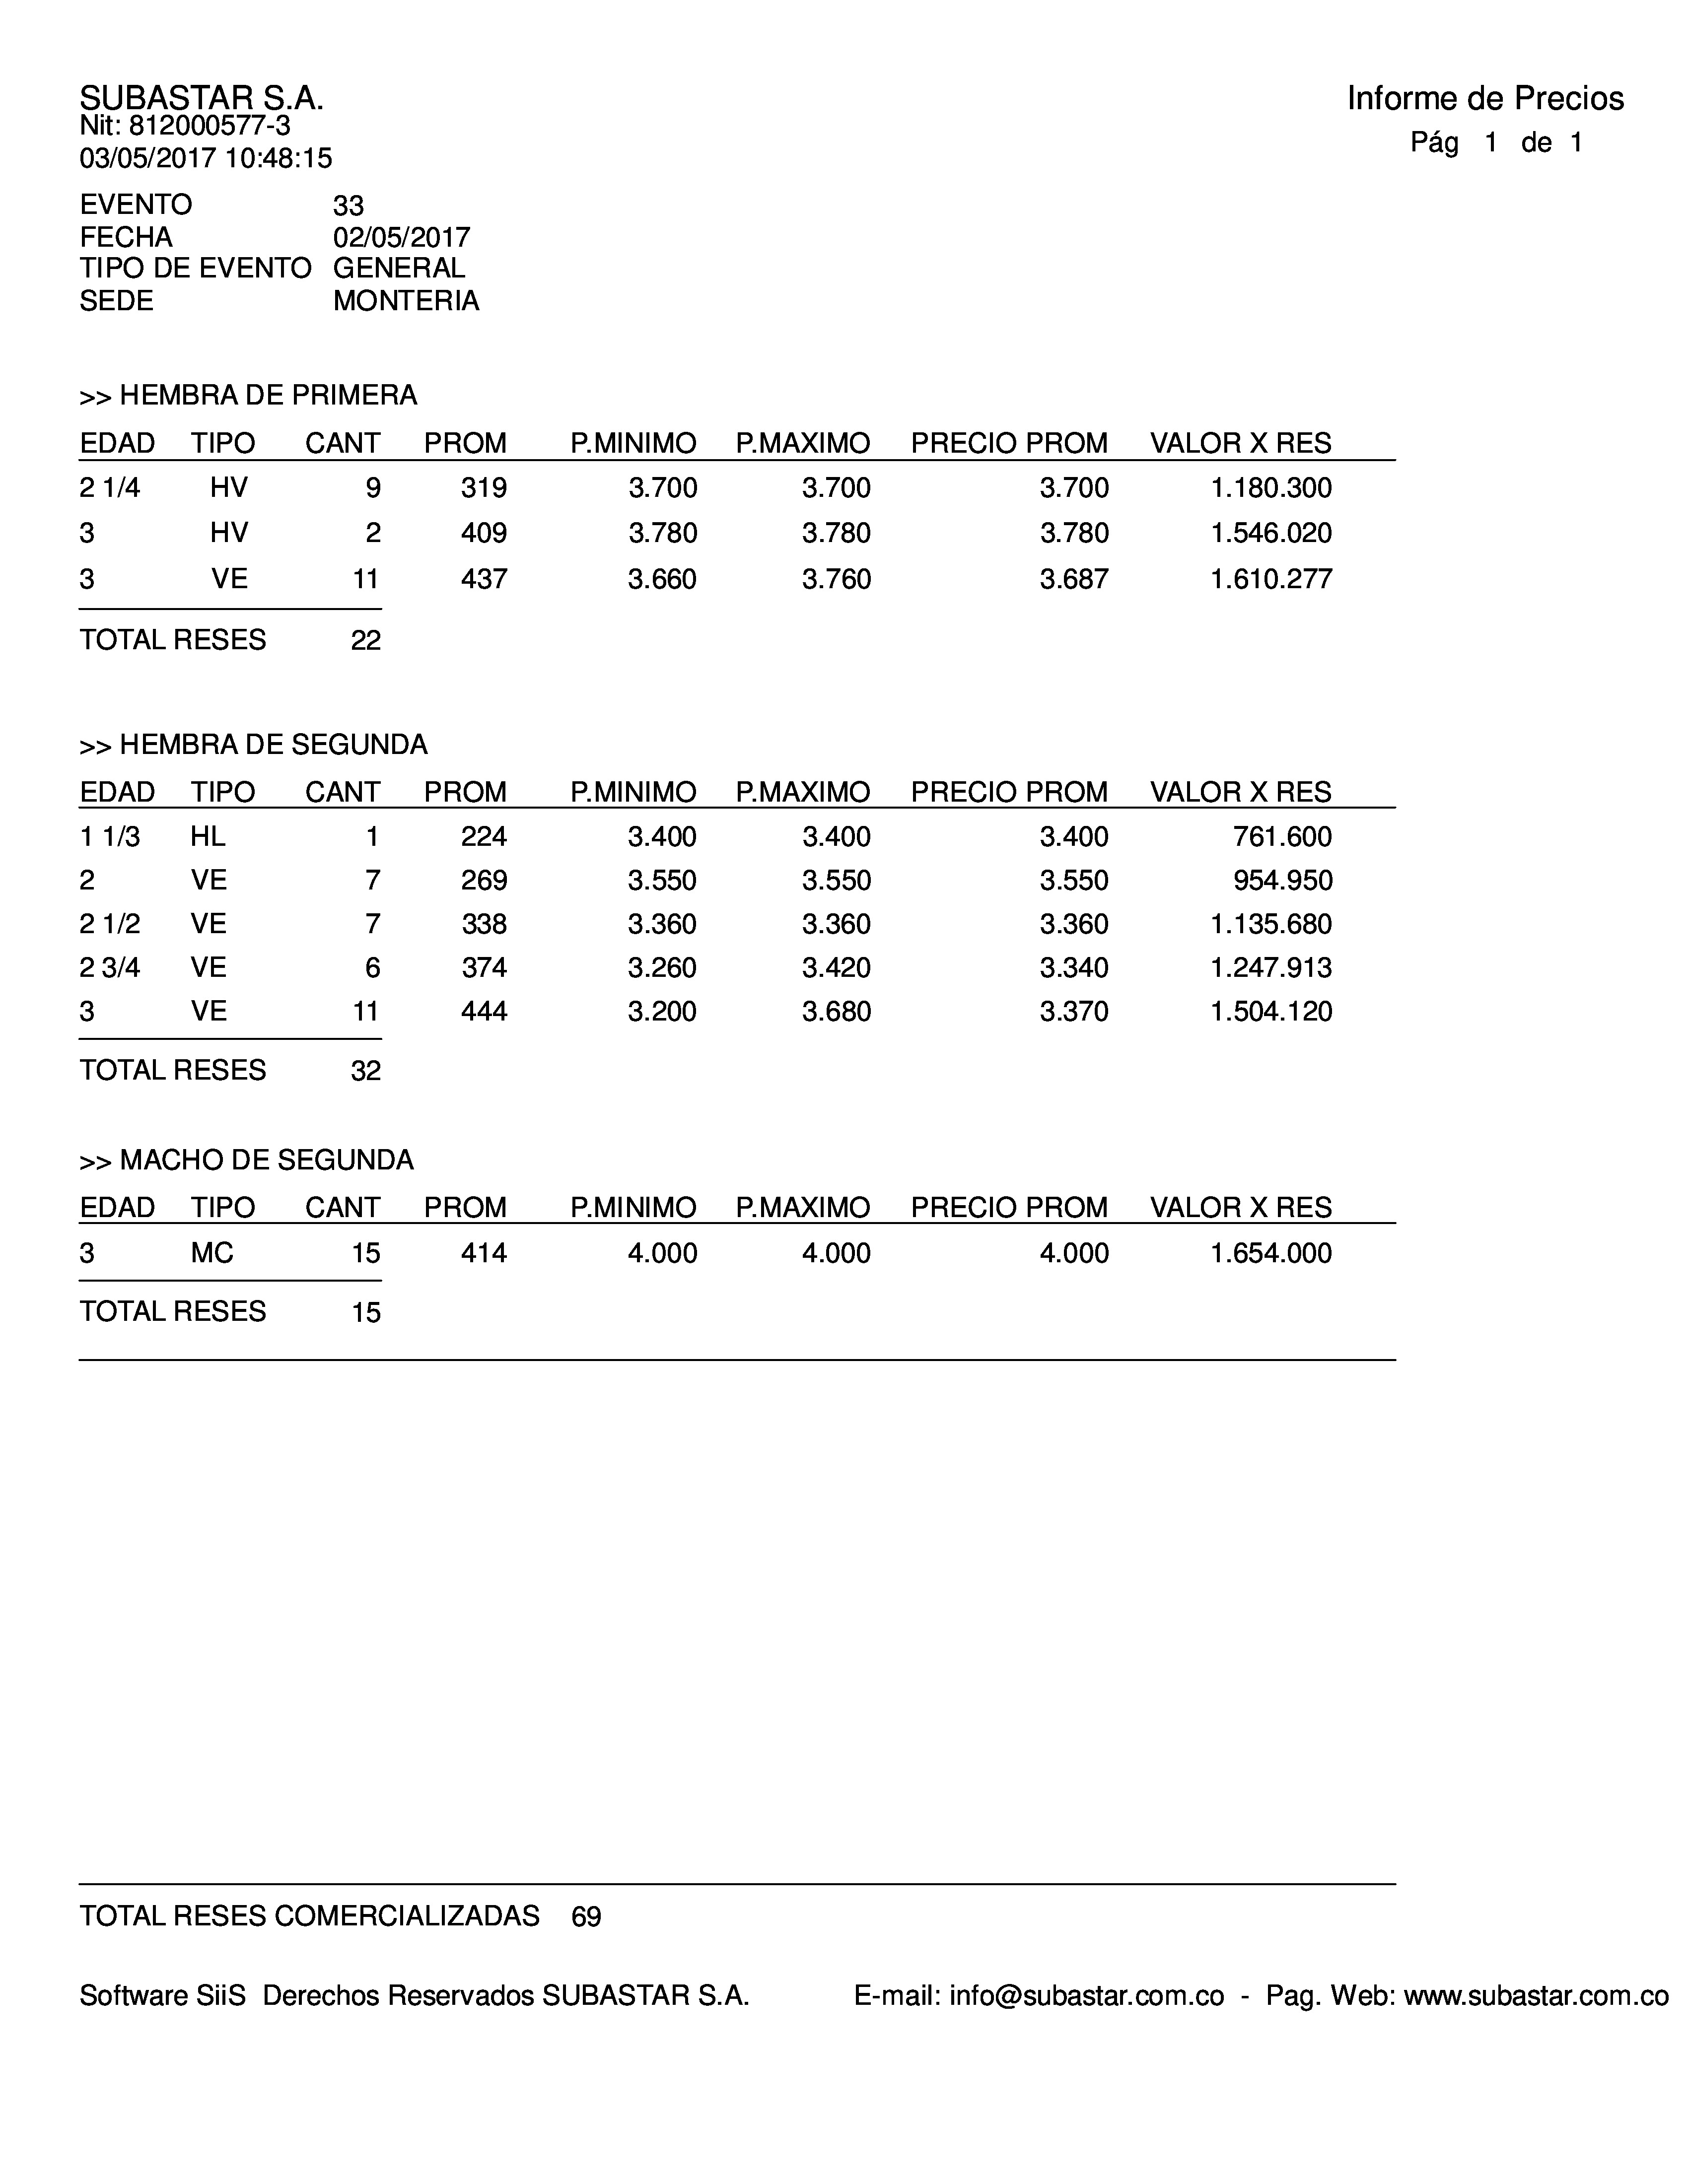 SUBASTAR S.A. Informe de Precios
Nit: 812000577-3
03/05/2017 10:48:15 Pág 1 de 1
EVENTO 33
FECHA 02/05/2017
TIPO DE EVENTO GENERAL
SEDE MONTERIA
>> HEMBRA DE PRIMERA
EDAD TIPO CANT PROM P.MINIMO P.MAXIMO PRECIO PROM VALOR X RES
2 1/4 HV 9 319 3.700 3.700 3.700 1.180.300
3 HV 2 409 3.780 3.780 3.780 1.546.020
3 VE 11 437 3.660 3.760 3.687 1.610.277
TOTAL RESES 22
>> HEMBRA DE SEGUNDA
EDAD TIPO CANT PROM P.MINIMO P.MAXIMO PRECIO PROM VALOR X RES
1 1/3 HL 1 224 3.400 3.400 3.400 761.600
2 VE 7 269 3.550 3.550 3.550 954.950
2 1/2 VE 7 338 3.360 3.360 3.360 1.135.680
2 3/4 VE 6 374 3.260 3.420 3.340 1.247.913
3 VE 11 444 3.200 3.680 3.370 1.504.120
TOTAL RESES 32
>> MACHO DE SEGUNDA
EDAD TIPO CANT PROM P.MINIMO P.MAXIMO PRECIO PROM VALOR X RES
3 MC 15 414 4.000 4.000 4.000 1.654.000
TOTAL RESES 15
TOTAL RESES COMERCIALIZADAS 69
Software SiiS Derechos Reservados SUBASTAR S.A. E-mail: info@subastar.com.co - Pag. Web: www.subastar.com.co